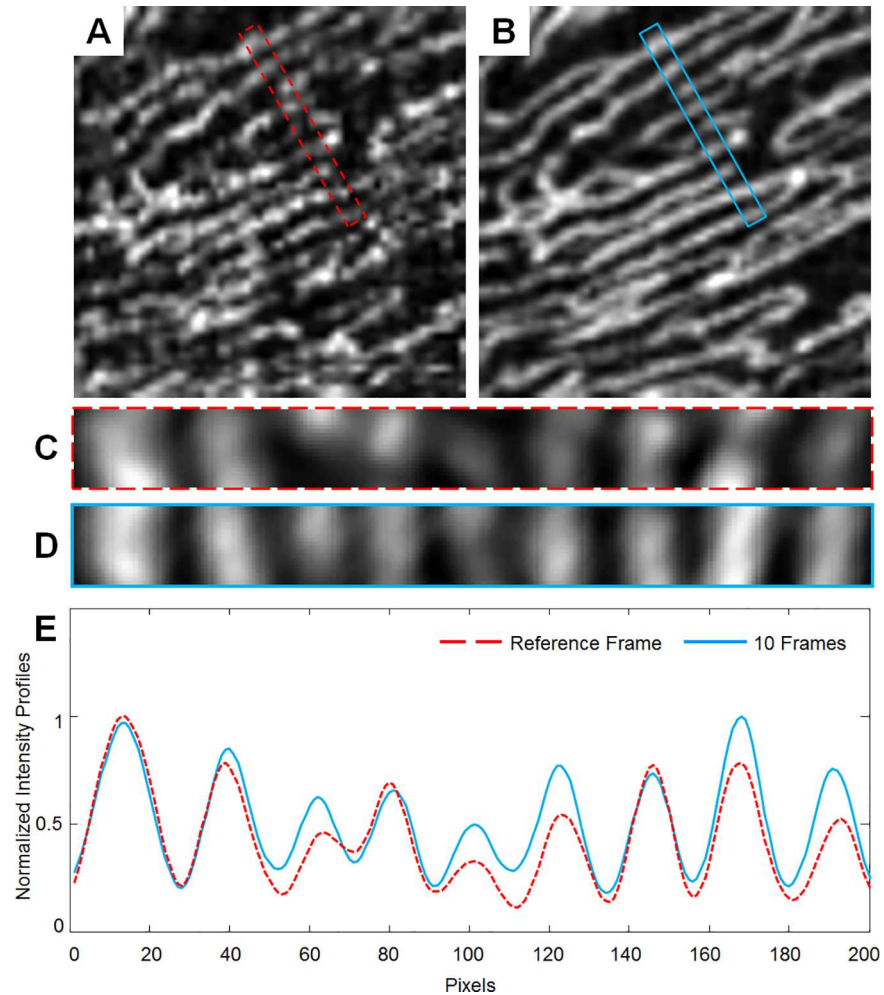 A
B
C
D
E
Reference Frame
10 Frames
Normalized Intensity Profiles
1
0.5
0
0 20 40 60 80 100 120 140 160 180 200
Pixels